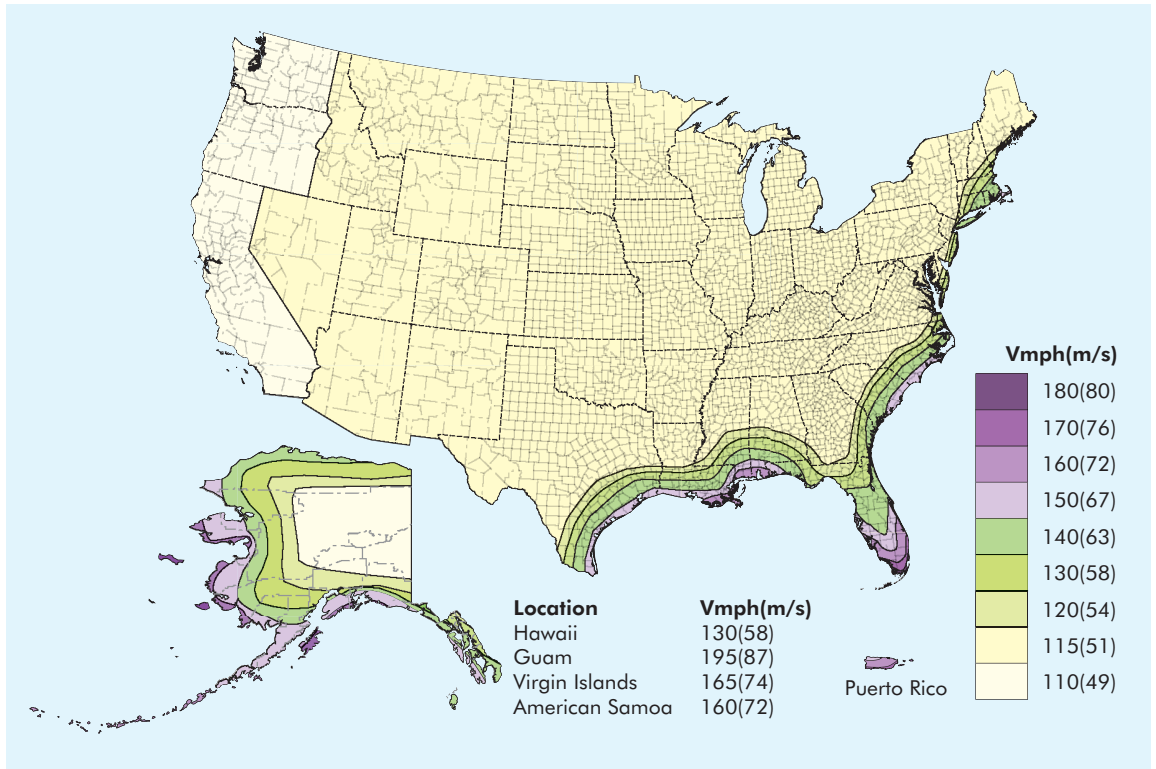 Vmph(m/s)
180(80)
170(76)
160(72)
150(67)
140(63)
130(58)
120(54)
115(51)
110(49)
Location Vmph(m/s)
Hawaii 130(58)
Guam 195(87)
Virgin Islands 165(74)
American Samoa 160(72)
Puerto Rico